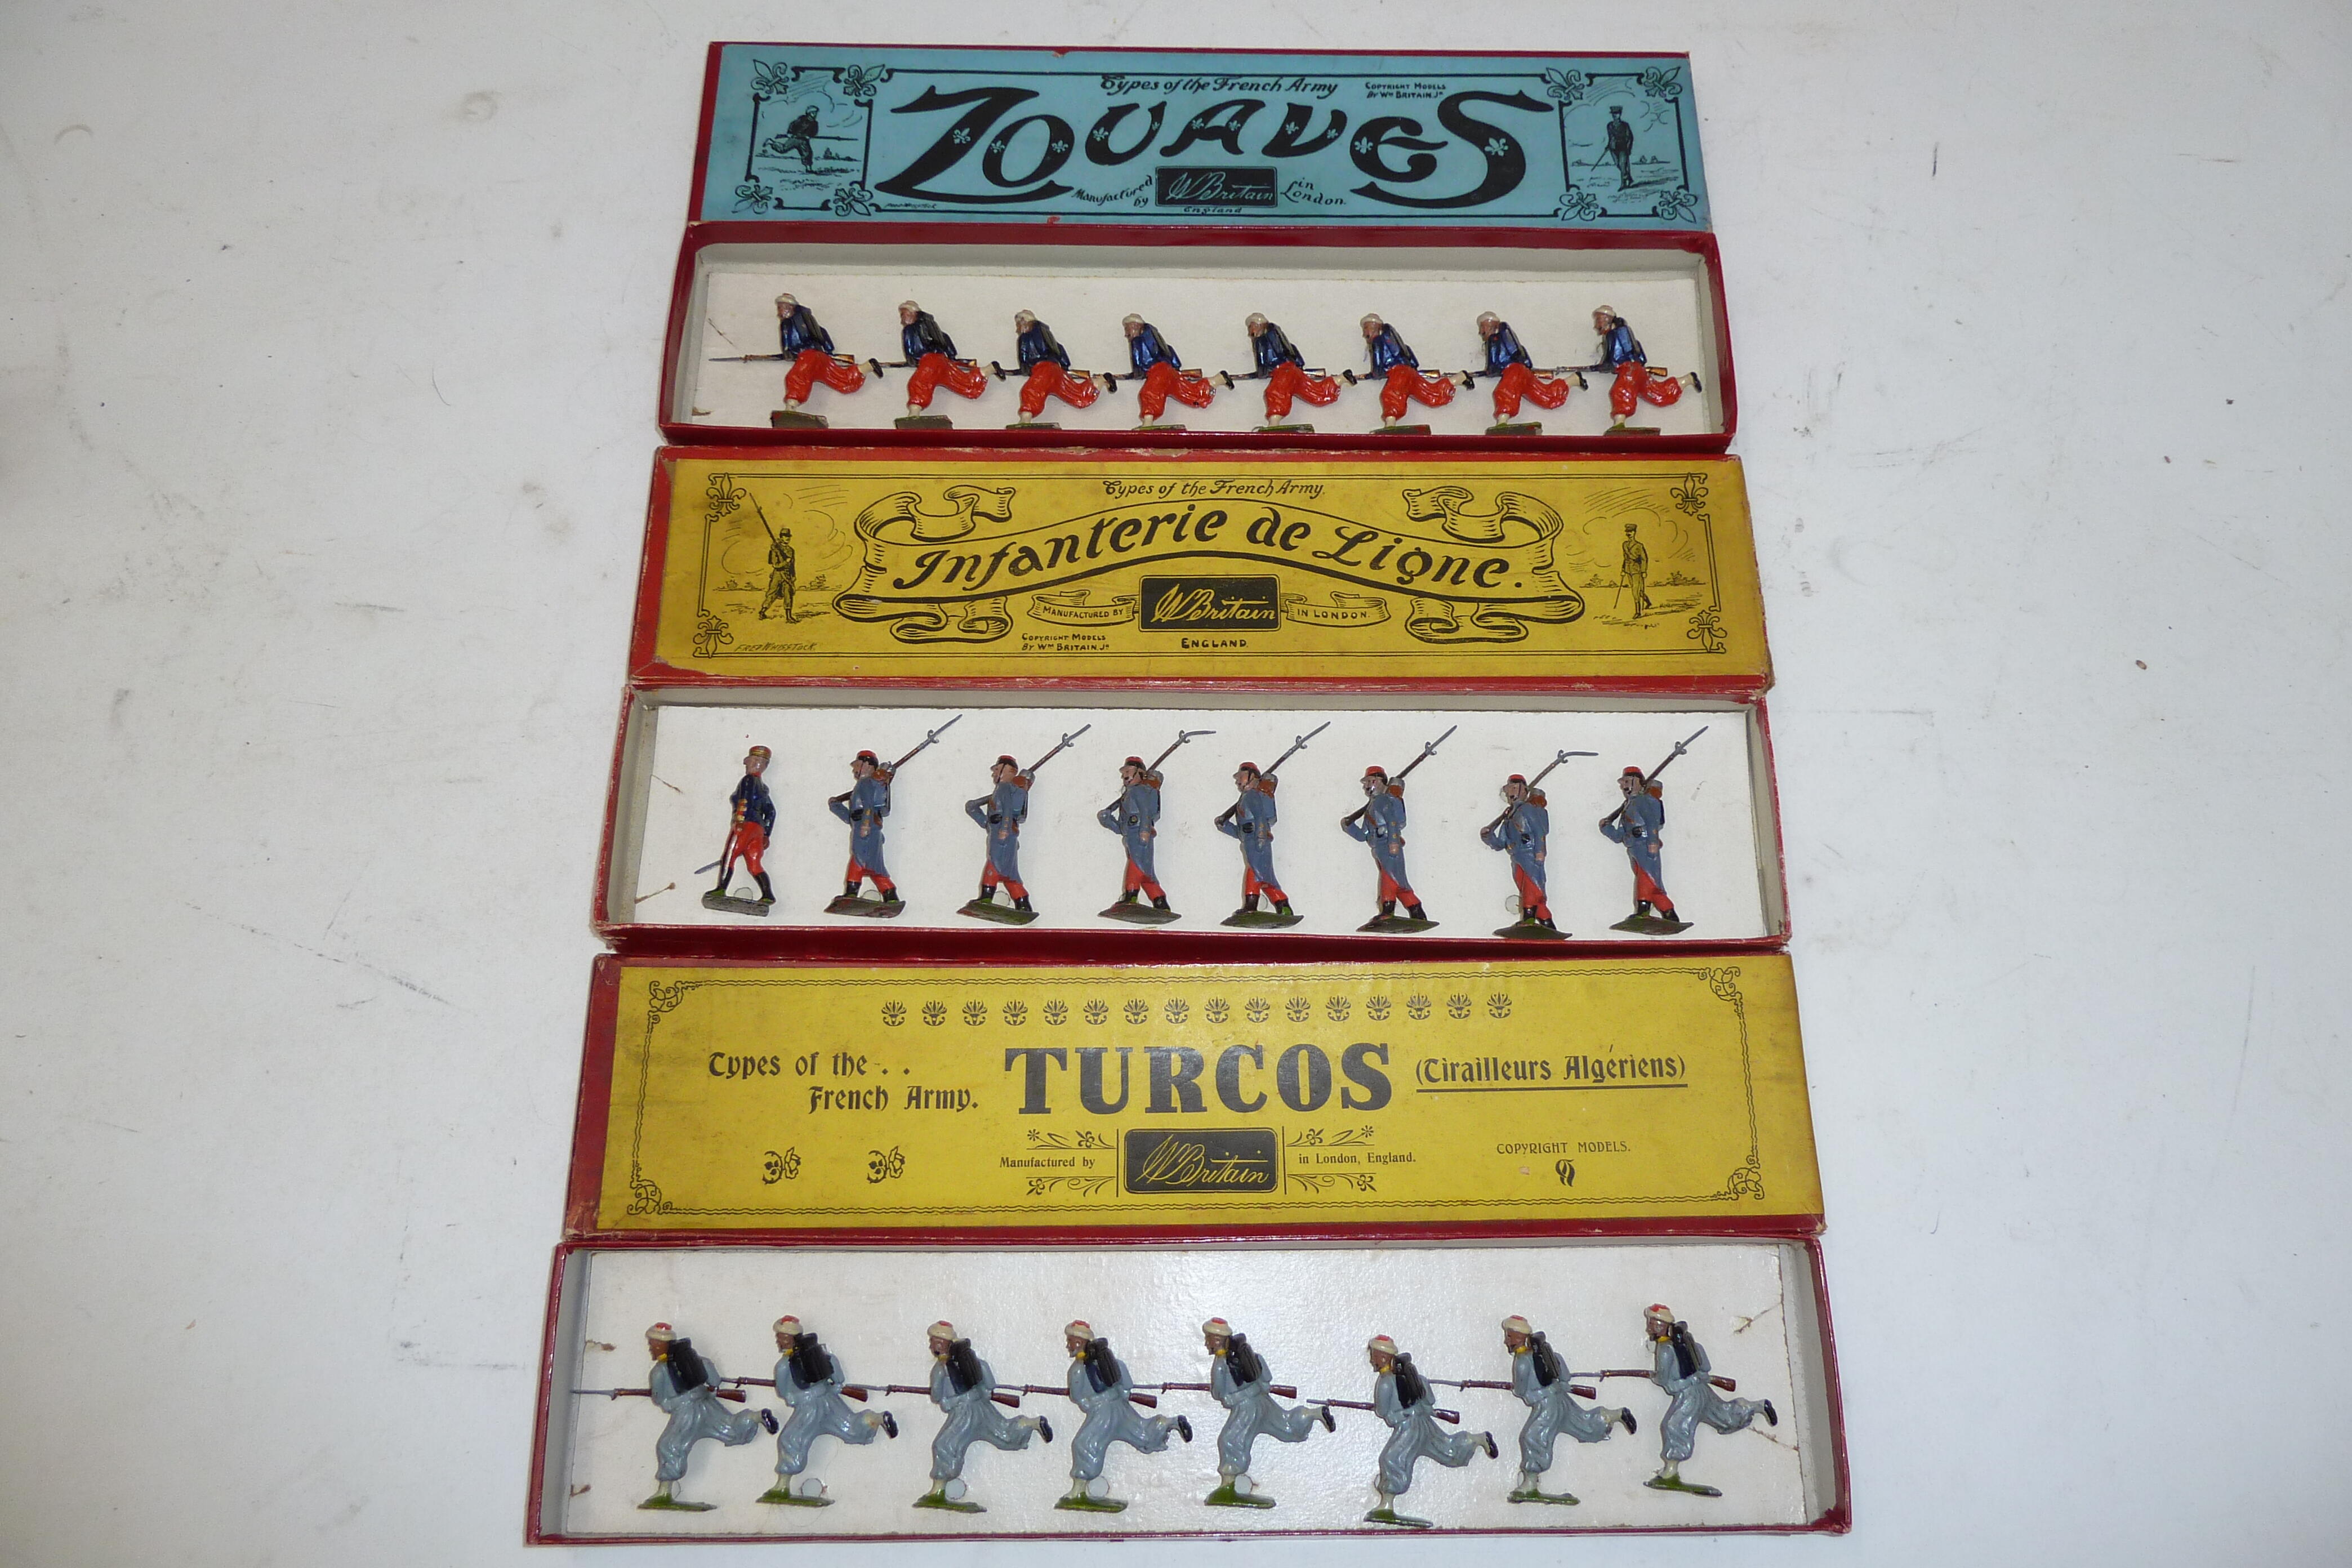 Types of the French Army
COPYRIGHT MODELS
BY Wm BRITAIN. Jr
ZOUAVES
Manufactured by W Britain in London.
England
Types of the French Army.
Infanterie de Ligne.
MANUFACTURED BY W Britain IN LONDON.
COPYRIGHT MODELS
BY Wm BRITAIN. Jr
ENGLAND.
FRED WHISSTOCK
Types of the . .
French Army.
TURCOS (Tirailleurs Algériens)
Manufactured by W Britain in London, England.
COPYRIGHT MODELS.